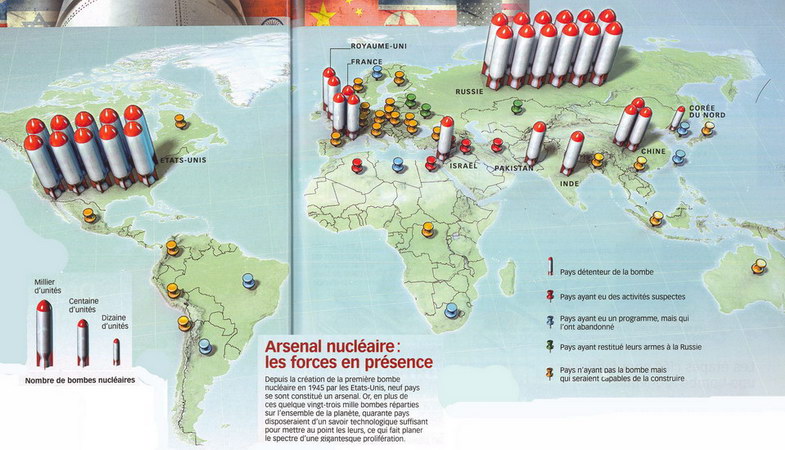 ROYAUME-UNI
FRANCE
RUSSIE
CORÉE
DU NORD
ETATS-UNIS
CHINE
ISRAËL
PAKISTAN
INDE
Millier
d'unités
Centaine
d'unités
Dizaine
d'unités
Nombre de bombes nucléaires
Pays détenteur de la bombe
Pays ayant eu des activités suspectes
Pays ayant eu un programme, mais qui
l'ont abandonné
Pays ayant restitué leurs armes à la Russie
Pays n'ayant pas la bombe mais
qui seraient capables de la construire
Arsenal nucléaire :
les forces en présence
Depuis la création de la première bombe
nucléaire en 1945 par les Etats-Unis, neuf pays
se sont constitué un arsenal. Or, en plus de
ces quelque vingt-trois mille bombes réparties
sur l'ensemble de la planète, quarante pays
disposeraient d'un savoir technologique suffisant
pour mettre au point les leurs, ce qui fait planer
le spectre d'une gigantesque prolifération.